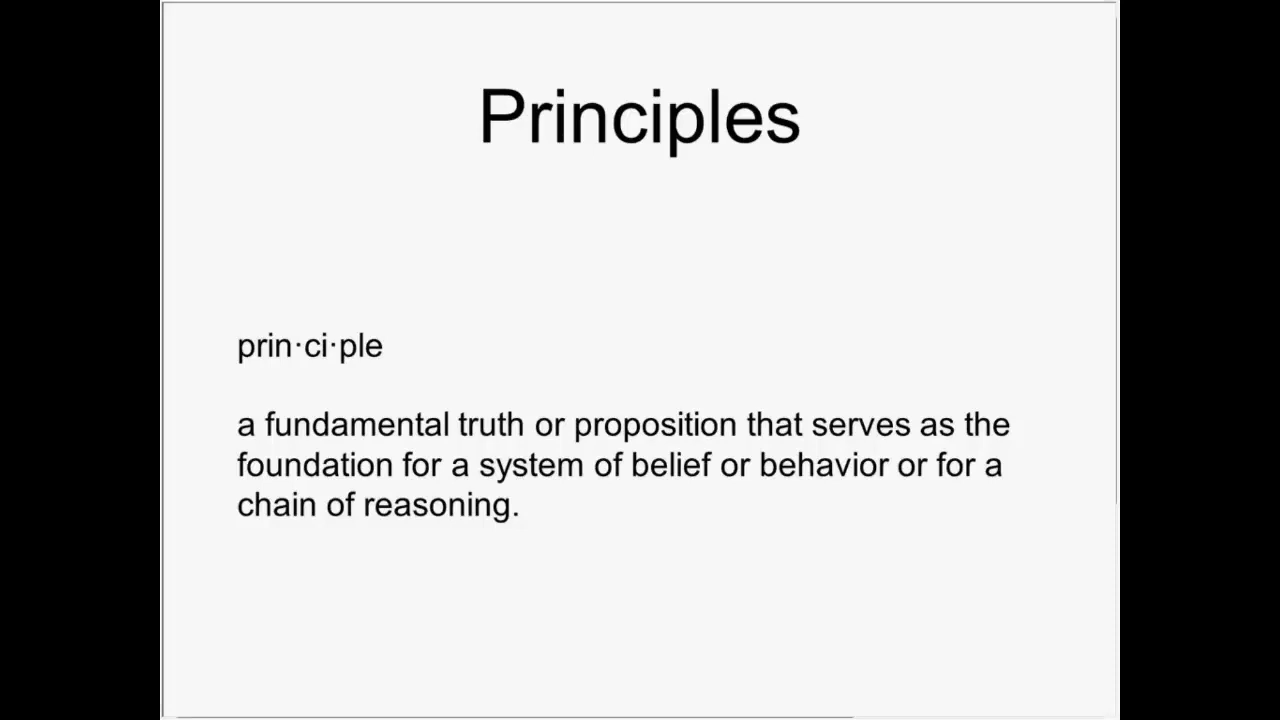 Principles
prin·ci·ple
a fundamental truth or proposition that serves as the
foundation for a system of belief or behavior or for a
chain of reasoning.